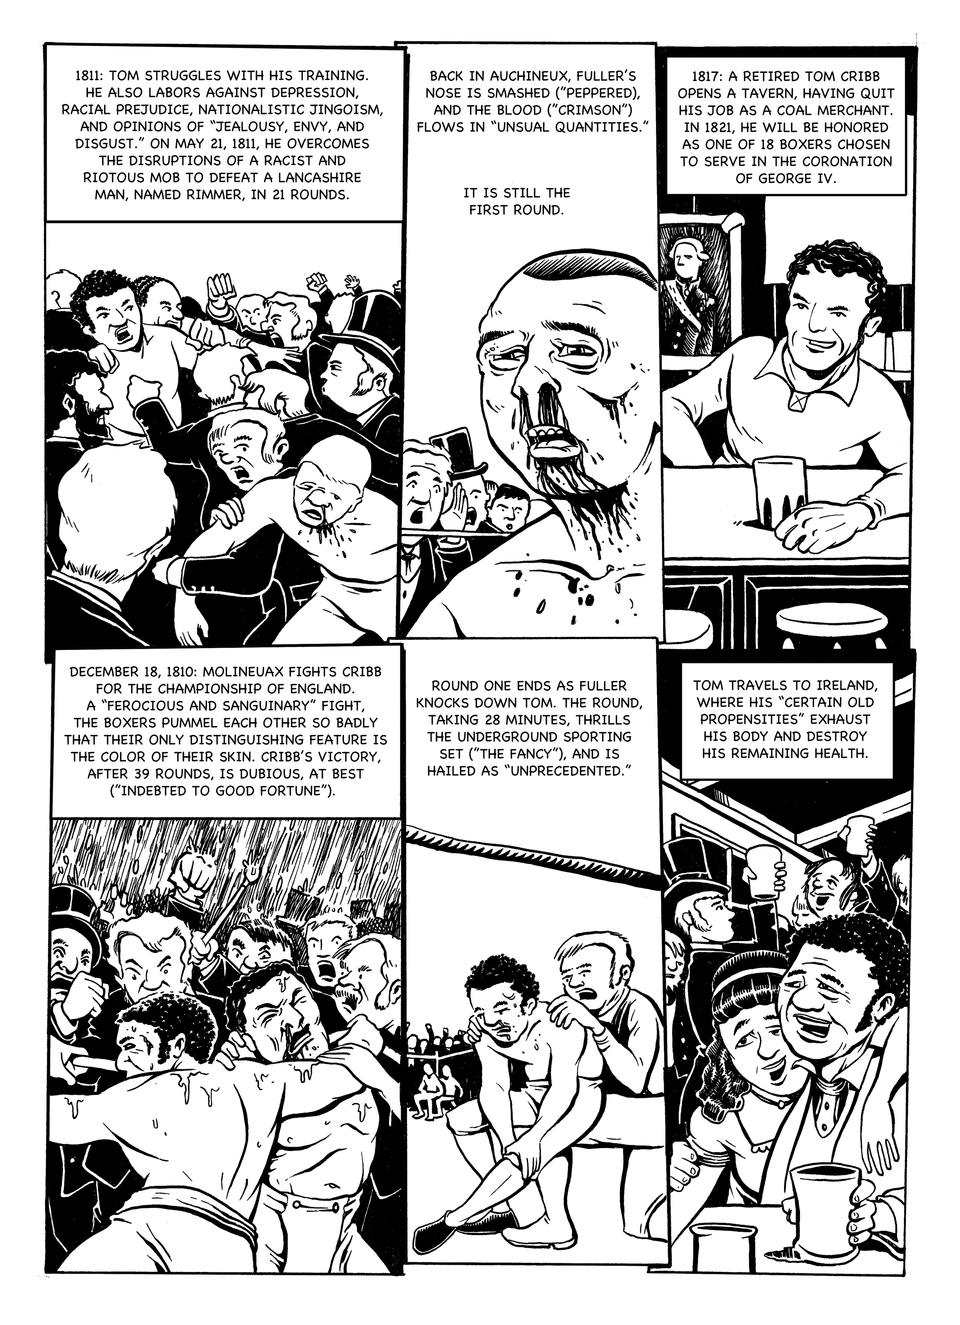 1811: TOM STRUGGLES WITH HIS TRAINING.
HE ALSO LABORS AGAINST DEPRESSION,
RACIAL PREJUDICE, NATIONALISTIC JINGOISM,
AND OPINIONS OF "JEALOUSY, ENVY, AND
DISGUST." ON MAY 21, 1811, HE OVERCOMES
THE DISRUPTIONS OF A RACIST AND
RIOTOUS MOB TO DEFEAT A LANCASHIRE
MAN, NAMED RIMMER, IN 21 ROUNDS.
BACK IN AUCHINEUX, FULLER'S
NOSE IS SMASHED ("PEPPERED),
AND THE BLOOD ("CRIMSON")
FLOWS IN "UNSUAL QUANTITIES."
IT IS STILL THE
FIRST ROUND.
1817: A RETIRED TOM CRIBB
OPENS A TAVERN, HAVING QUIT
HIS JOB AS A COAL MERCHANT.
IN 1821, HE WILL BE HONORED
AS ONE OF 18 BOXERS CHOSEN
TO SERVE IN THE CORONATION
OF GEORGE IV.
DECEMBER 18, 1810: MOLINEUAX FIGHTS CRIBB
FOR THE CHAMPIONSHIP OF ENGLAND.
A "FEROCIOUS AND SANGUINARY" FIGHT,
THE BOXERS PUMMEL EACH OTHER SO BADLY
THAT THEIR ONLY DISTINGUISHING FEATURE IS
THE COLOR OF THEIR SKIN. CRIBB'S VICTORY,
AFTER 39 ROUNDS, IS DUBIOUS, AT BEST
("INDEBTED TO GOOD FORTUNE").
ROUND ONE ENDS AS FULLER
KNOCKS DOWN TOM. THE ROUND,
TAKING 28 MINUTES, THRILLS
THE UNDERGROUND SPORTING
SET ("THE FANCY"), AND IS
HAILED AS "UNPRECEDENTED."
TOM TRAVELS TO IRELAND,
WHERE HIS "CERTAIN OLD
PROPENSITIES" EXHAUST
HIS BODY AND DESTROY
HIS REMAINING HEALTH.